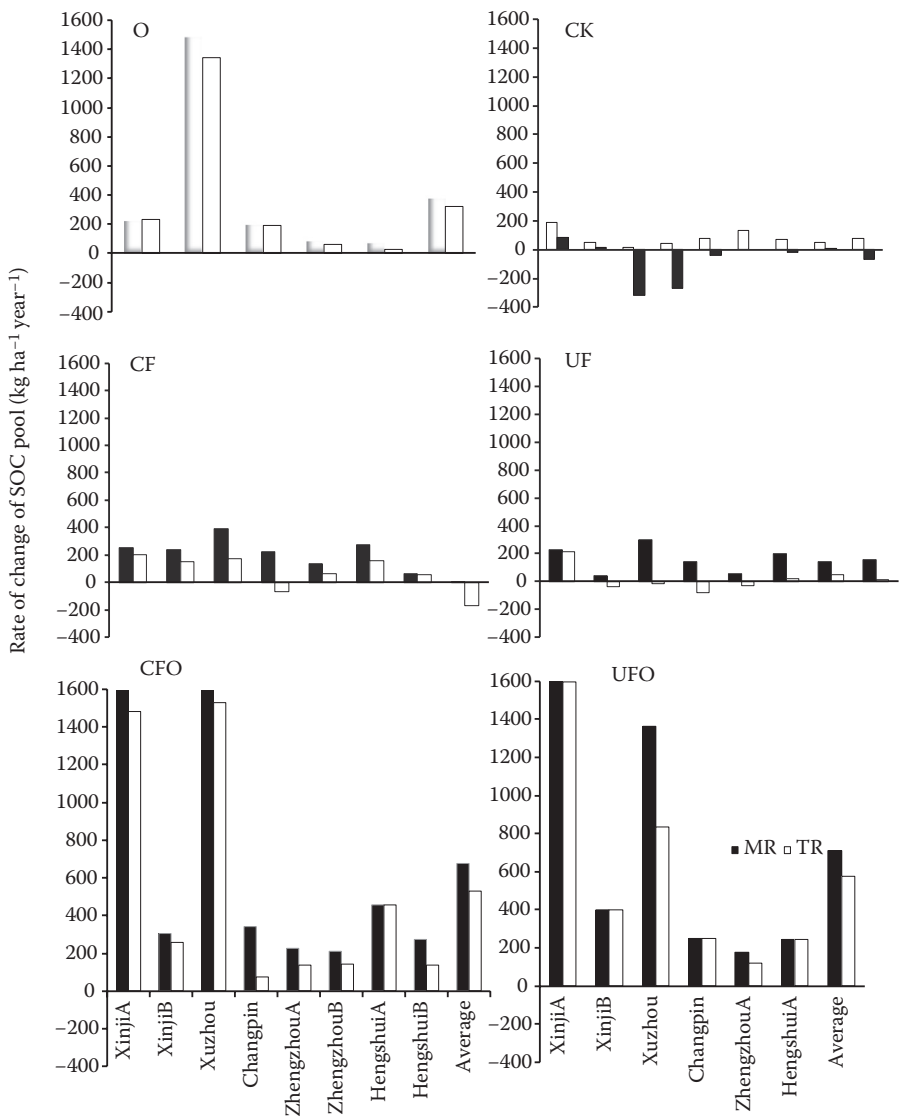 Rate of change of SOC pool (kg ha⁻¹ year⁻¹)
O
1600
1400
1200
1000
800
600
400
200
0
−200
−400
CK
1600
1400
1200
1000
800
600
400
200
0
−200
−400
CF
1600
1400
1200
1000
800
600
400
200
0
−200
−400
UF
1600
1400
1200
1000
800
600
400
200
0
−200
−400
CFO
1600
1400
1200
1000
800
600
400
200
0
−200
−400
XinjiA
XinjiB
Xuzhou
Changpin
ZhengzhouA
ZhengzhouB
HengshuiA
HengshuiB
Average
UFO
1600
1400
1200
1000
800
600
400
200
0
−200
−400
MR TR
XinjiA
XinjiB
Xuzhou
Changpin
ZhengzhouA
HengshuiA
Average